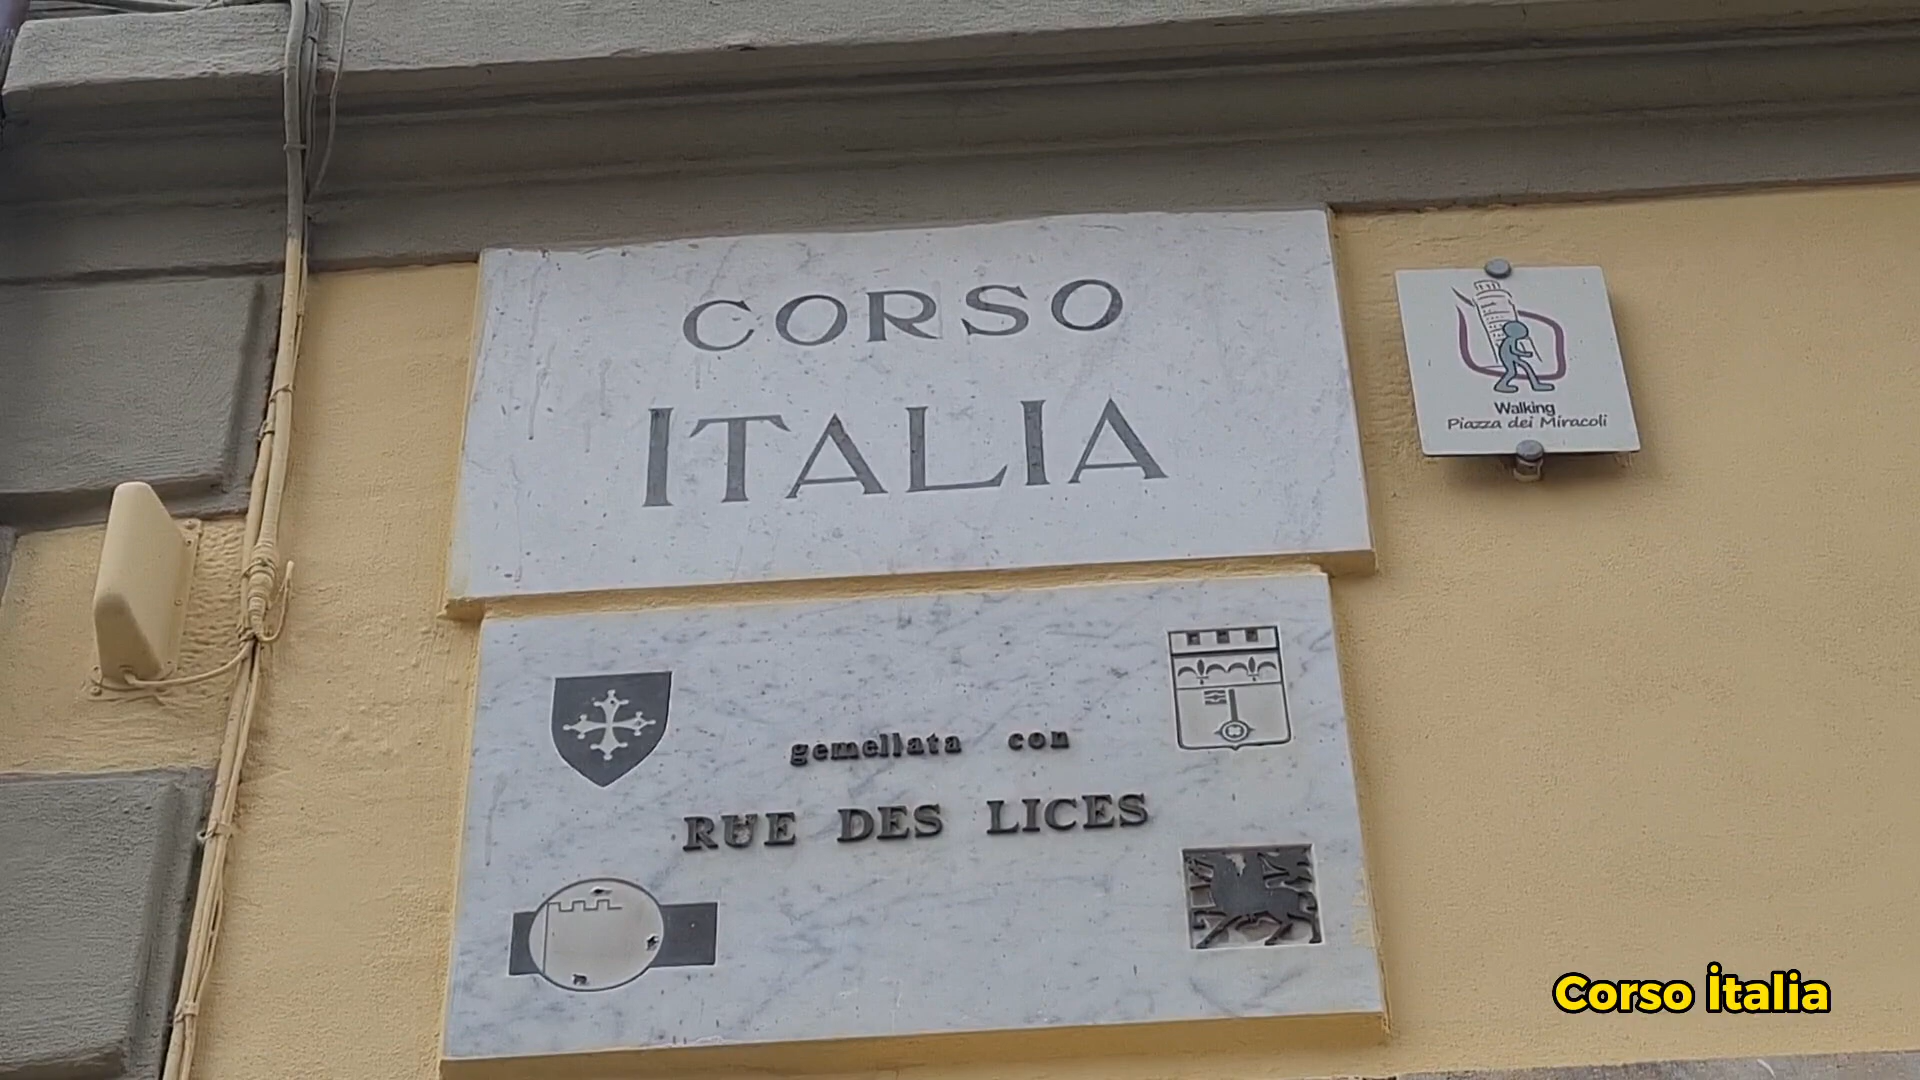 CORSO
ITALIA
Walking
Piazza dei Miracoli
gemellata con
RUE DES LICES
Corso İtalia